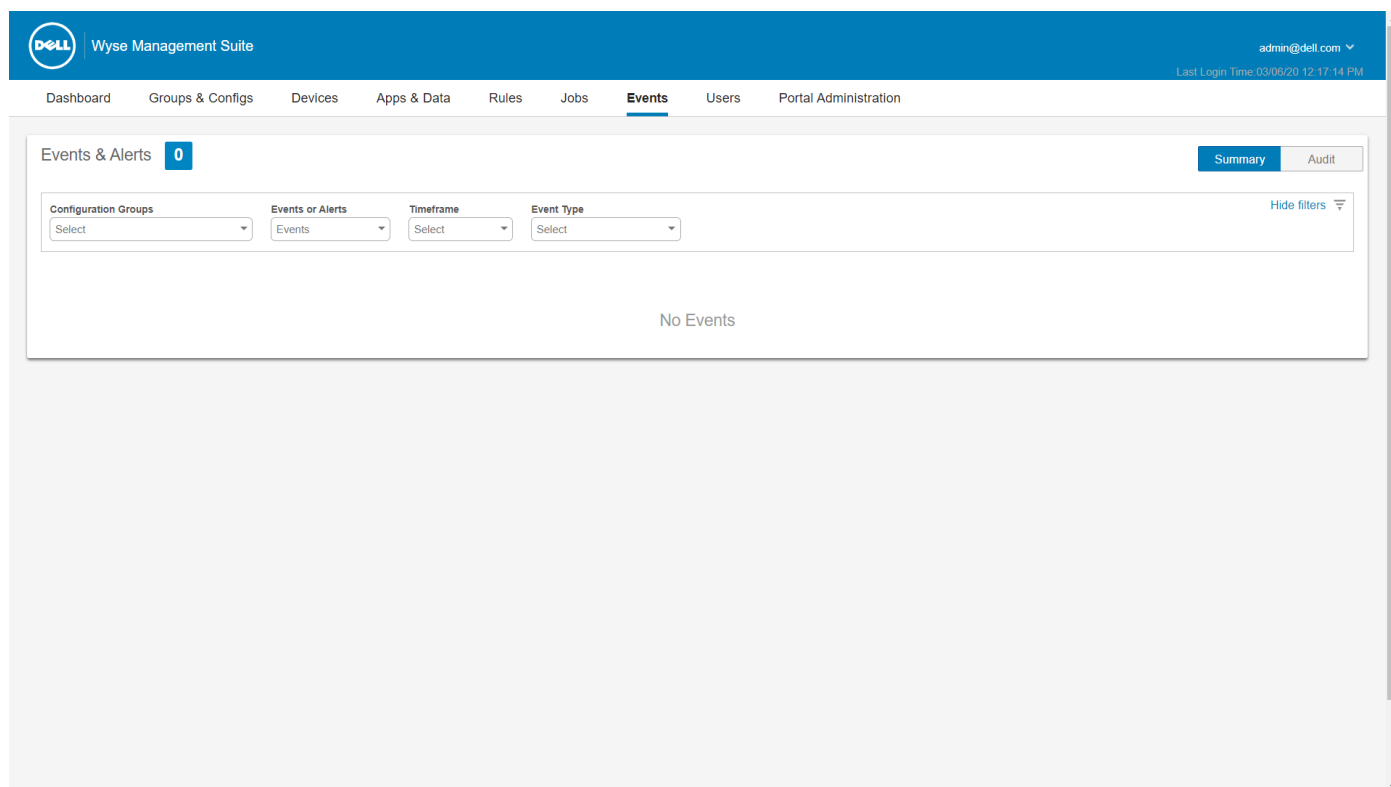 DELL Wyse Management Suite
admin@dell.com
Last Login Time:03/06/20 12:17:14 PM
Dashboard Groups & Configs Devices Apps & Data Rules Jobs Events Users Portal Administration
Events & Alerts 0
Summary Audit
Hide filters
Configuration Groups Events or Alerts Timeframe Event Type
Select Events Select Select
No Events